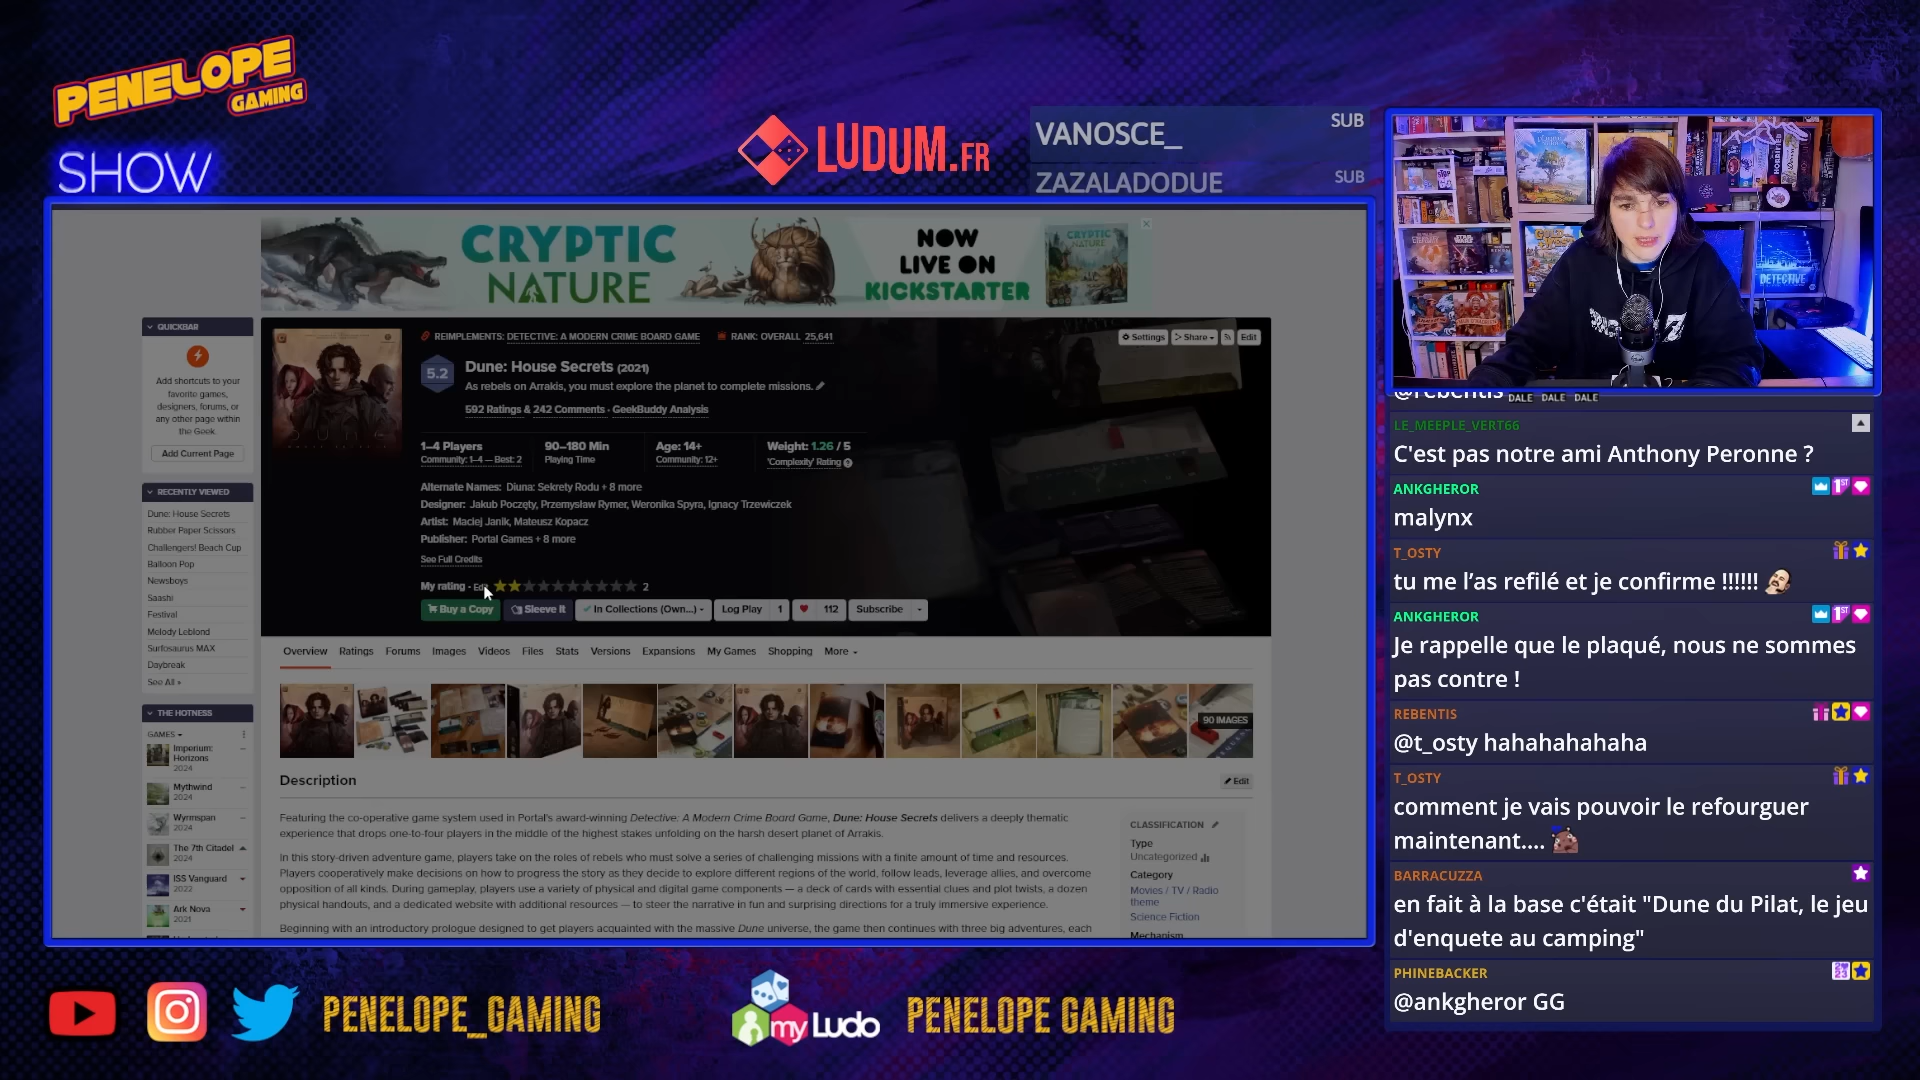 PENELOPE
GAMING
SHOW
LUDUM.FR
VANOSCE_ SUB
ZAZALADODUE SUB
CRYPTIC
NATURE
NOW
LIVE ON
KICKSTARTER
CRYPTIC
NATURE
QUICKBAR
Add shortcuts to your
favorite games,
designers, forums, or
any other page within
the Geek.
Add Current Page
RECENTLY VIEWED
Dune: House Secrets
Rubber Paper Scissors
Challengers! Beach Cup
Balloon Pop
Newsboys
Saashi
Festival
Melody Leblond
Surfosaurus MAX
Daybreak
See All »
THE HOTNESS
GAMES
Imperium:
Horizons
2024
Mythwind
2024
Wyrmspan
2024
The 7th Citadel
2024
ISS Vanguard
2022
Ark Nova
2021
REIMPLEMENTS: DETECTIVE: A MODERN CRIME BOARD GAME RANK: OVERALL 25,641
Settings Share Edit
5.2
Dune: House Secrets (2021)
As rebels on Arrakis, you must explore the planet to complete missions.
592 Ratings & 242 Comments · GeekBuddy Analysis
1–4 Players 90–180 Min Age: 14+ Weight: 1.26 / 5
Community: 1–4 — Best: 2 Playing Time Community: 12+ 'Complexity' Rating
Alternate Names: Diuna: Sekrety Rodu + 8 more
Designer: Jakub Poczęty, Przemysław Rymer, Weronika Spyra, Ignacy Trzewiczek
Artist: Maciej Janik, Mateusz Kopacz
Publisher: Portal Games + 8 more
See Full Credits
My rating - Edit 2
Buy a Copy Sleeve It In Collections (Own...) Log Play 1 112 Subscribe
Overview Ratings Forums Images Videos Files Stats Versions Expansions My Games Shopping More
90 IMAGES
Description Edit
Featuring the co-operative game system used in Portal's award-winning Detective: A Modern Crime Board Game, Dune: House Secrets delivers a deeply thematic
experience that drops one-to-four players in the middle of the highest stakes unfolding on the harsh desert planet of Arrakis.
In this story-driven adventure game, players take on the roles of rebels who must solve a series of challenging missions with a finite amount of time and resources.
Players cooperatively make decisions on how to progress the story as they decide to explore different regions of the world, follow leads, leverage allies, and overcome
opposition of all kinds. During gameplay, players use a variety of physical and digital game components — a deck of cards with essential clues and plot twists, a dozen
physical handouts, and a dedicated website with additional resources — to steer the narrative in fun and surprising directions for a truly immersive experience.
Beginning with an introductory prologue designed to get players acquainted with the massive Dune universe, the game then continues with three big adventures, each
CLASSIFICATION
Type
Uncategorized
Category
Movies / TV / Radio
theme
Science Fiction
Mechanism
DETECTIVE
@rebentis DALE DALE DALE
LE_MEEPLE_VERT66
C'est pas notre ami Anthony Peronne ?
ANKGHEROR
malynx
T_OSTY
tu me l’as refilé et je confirme !!!!!!
ANKGHEROR
Je rappelle que le plaqué, nous ne sommes
pas contre !
REBENTIS
@t_osty hahahahahaha
T_OSTY
comment je vais pouvoir le refourguer
maintenant....
BARRACUZZA
en fait à la base c'était "Dune du Pilat, le jeu
d'enquete au camping"
PHINEBACKER
@ankgheror GG
PENELOPE_GAMING
my Ludo
PENELOPE GAMING